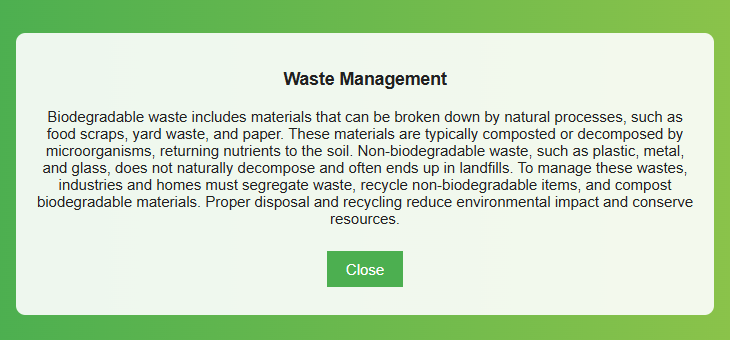 Waste Management
Biodegradable waste includes materials that can be broken down by natural processes, such as
food scraps, yard waste, and paper. These materials are typically composted or decomposed by
microorganisms, returning nutrients to the soil. Non-biodegradable waste, such as plastic, metal,
and glass, does not naturally decompose and often ends up in landfills. To manage these wastes,
industries and homes must segregate waste, recycle non-biodegradable items, and compost
biodegradable materials. Proper disposal and recycling reduce environmental impact and conserve
resources.
Close